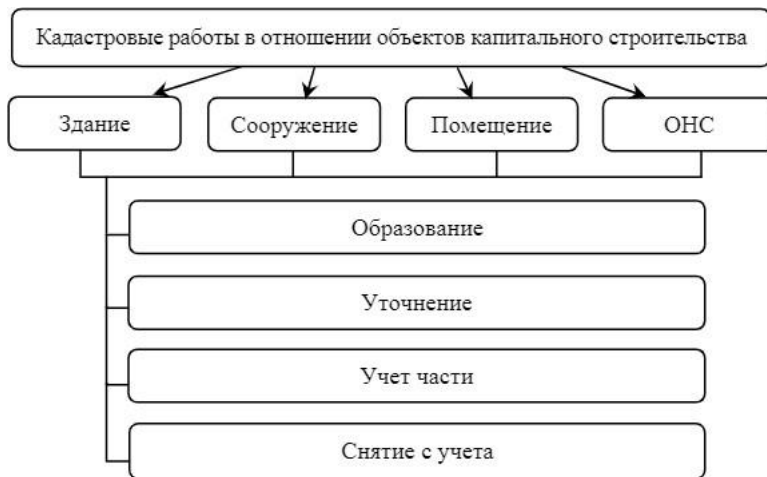 Кадастровые работы в отношении объектов капитального строительства
Здание
Сооружение
Помещение
ОНС
Образование
Уточнение
Учет части
Снятие с учета